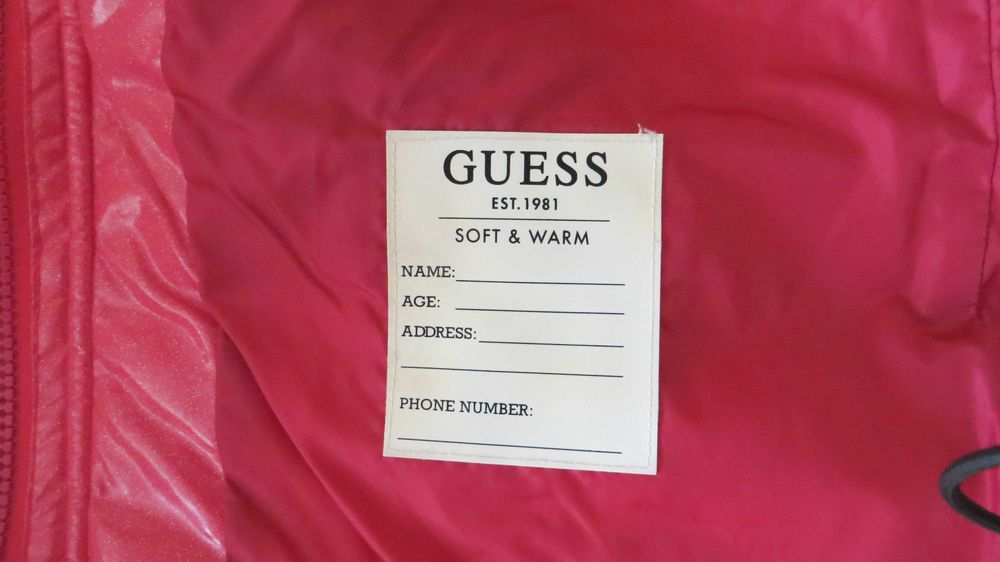 GUESS
EST. 1981
SOFT & WARM
NAME:
AGE:
ADDRESS:
PHONE NUMBER: